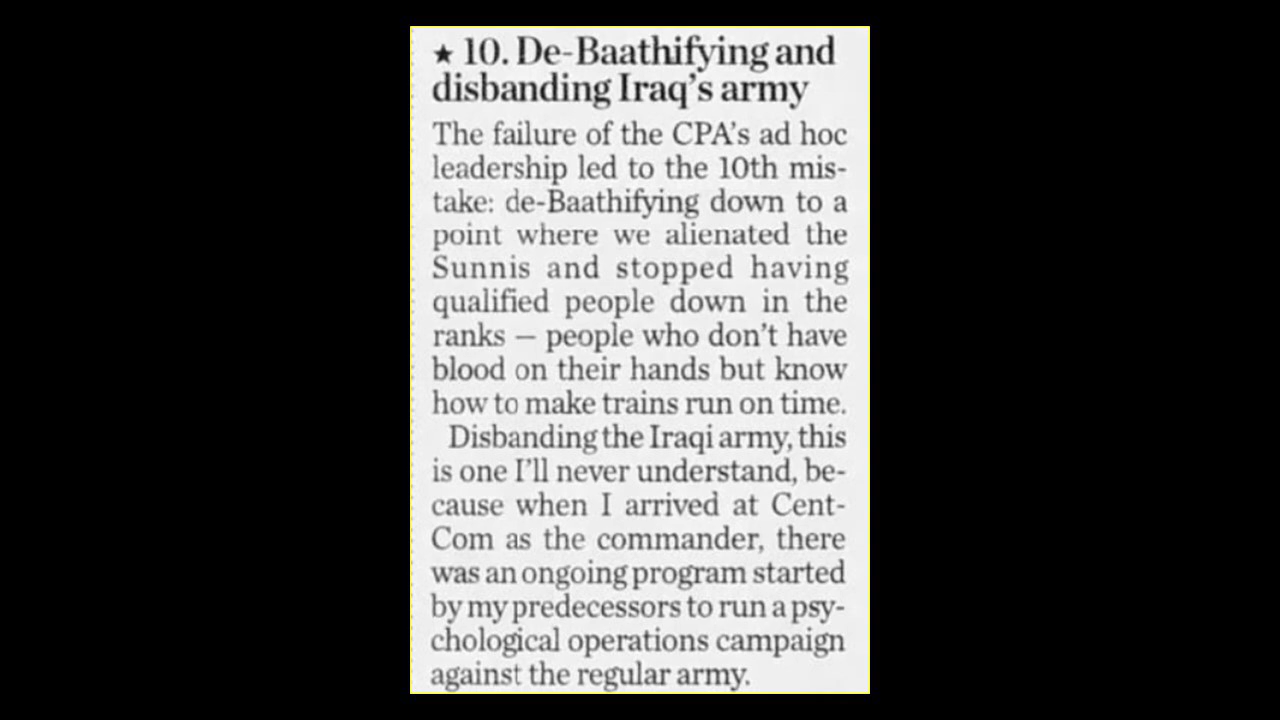 ★ 10. De-Baathifying and
disbanding Iraq's army
The failure of the CPA's ad hoc
leadership led to the 10th mis-
take: de-Baathifying down to a
point where we alienated the
Sunnis and stopped having
qualified people down in the
ranks — people who don't have
blood on their hands but know
how to make trains run on time.
Disbanding the Iraqi army, this
is one I'll never understand, be-
cause when I arrived at Cent-
Com as the commander, there
was an ongoing program started
by my predecessors to run a psy-
chological operations campaign
against the regular army.